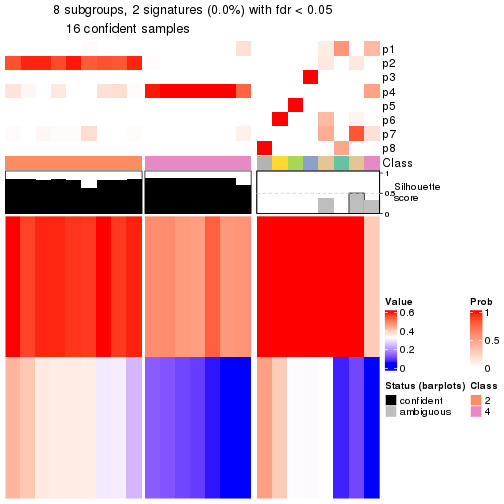 8 subgroups, 2 signatures (0.0%) with fdr < 0.05
16 confident samples
p1
p2
p3
p4
p5
p6
p7
p8
Class
1
0.5
0
Silhouette
score
Value
0.6
0.4
0.2
0
Prob
1
0.5
0
Status (barplots)
confident
ambiguous
Class
2
4